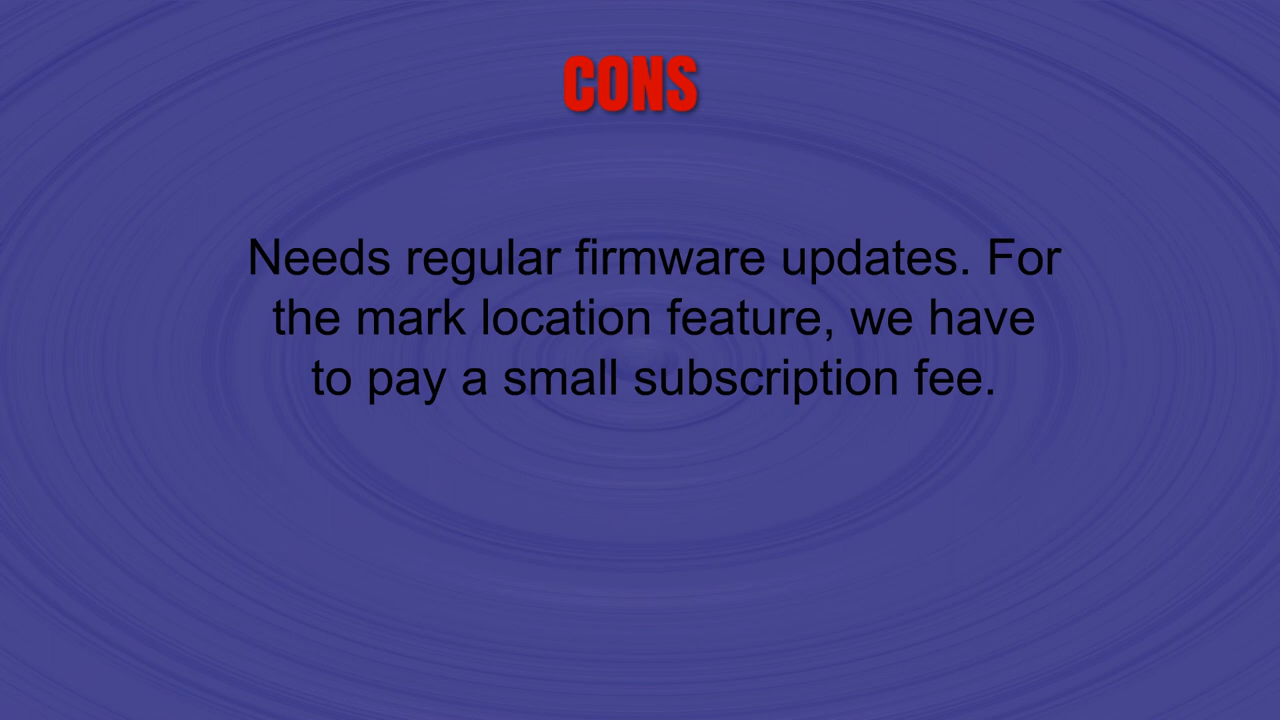 CONS
Needs regular firmware updates. For
the mark location feature, we have
to pay a small subscription fee.